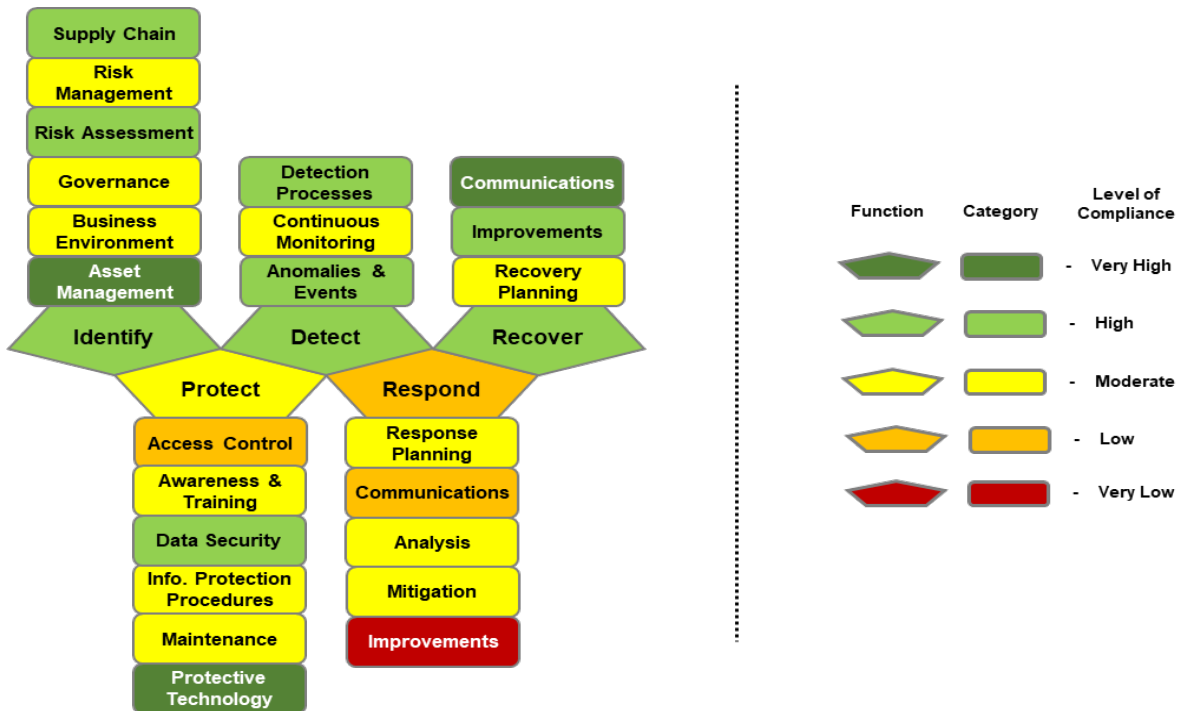 Supply Chain
Risk
Management
Risk Assessment
Governance
Business
Environment
Asset
Management
Identify
Detection
Processes
Continuous
Monitoring
Anomalies &
Events
Detect
Communications
Improvements
Recovery
Planning
Recover
Protect
Access Control
Awareness &
Training
Data Security
Info. Protection
Procedures
Maintenance
Protective
Technology
Respond
Response
Planning
Communications
Analysis
Mitigation
Improvements
Function
Category
Level of
Compliance
- Very High
- High
- Moderate
- Low
- Very Low